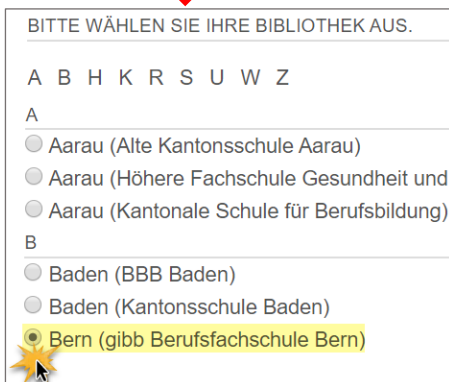 BITTE WÄHLEN SIE IHRE BIBLIOTHEK AUS.
A B H K R S U W Z
A
Aarau (Alte Kantonsschule Aarau)
Aarau (Höhere Fachschule Gesundheit und
Aarau (Kantonale Schule für Berufsbildung)
B
Baden (BBB Baden)
Baden (Kantonsschule Baden)
Bern (gibb Berufsfachschule Bern)